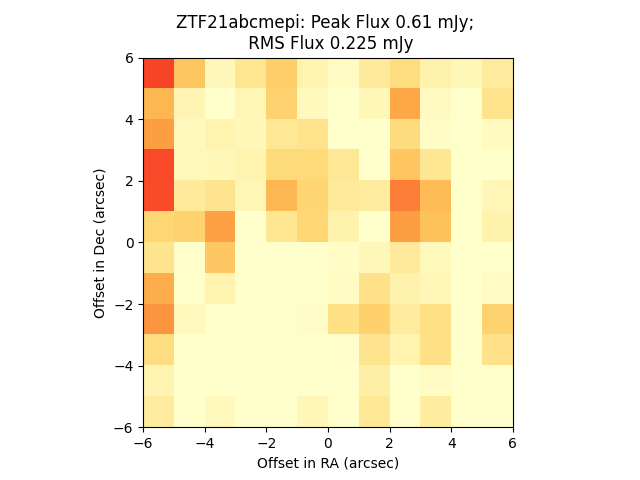 ZTF21abcmepi: Peak Flux 0.61 mJy;
RMS Flux 0.225 mJy
6
4
2
0
−2
−4
−6
Offset in Dec (arcsec)
−6 −4 −2 0 2 4 6
Offset in RA (arcsec)